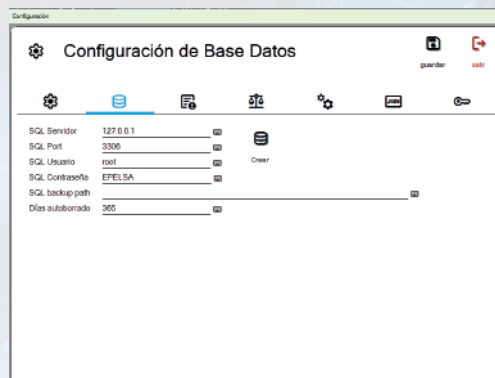 Configuración
Configuración de Base Datos
guardar
salir
JSON
SQL Servidor 127.0.0.1
SQL Port 3306
SQL Usuario root
SQL Contraseña EPELSA
SQL backup path
Días autoborrado 365
Crear